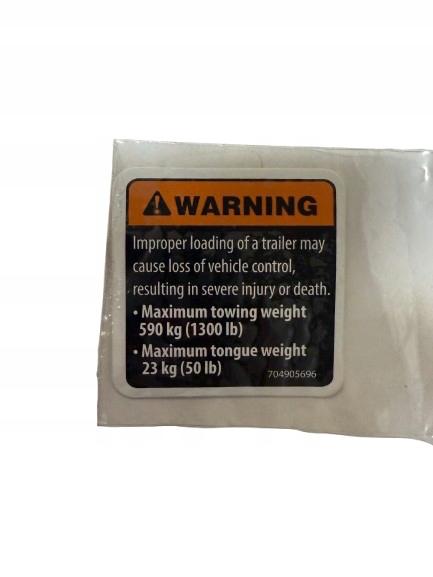 WARNING
Improper loading of a trailer may
cause loss of vehicle control,
resulting in severe injury or death.
• Maximum towing weight
590 kg (1300 lb)
• Maximum tongue weight
23 kg (50 lb)
704905696